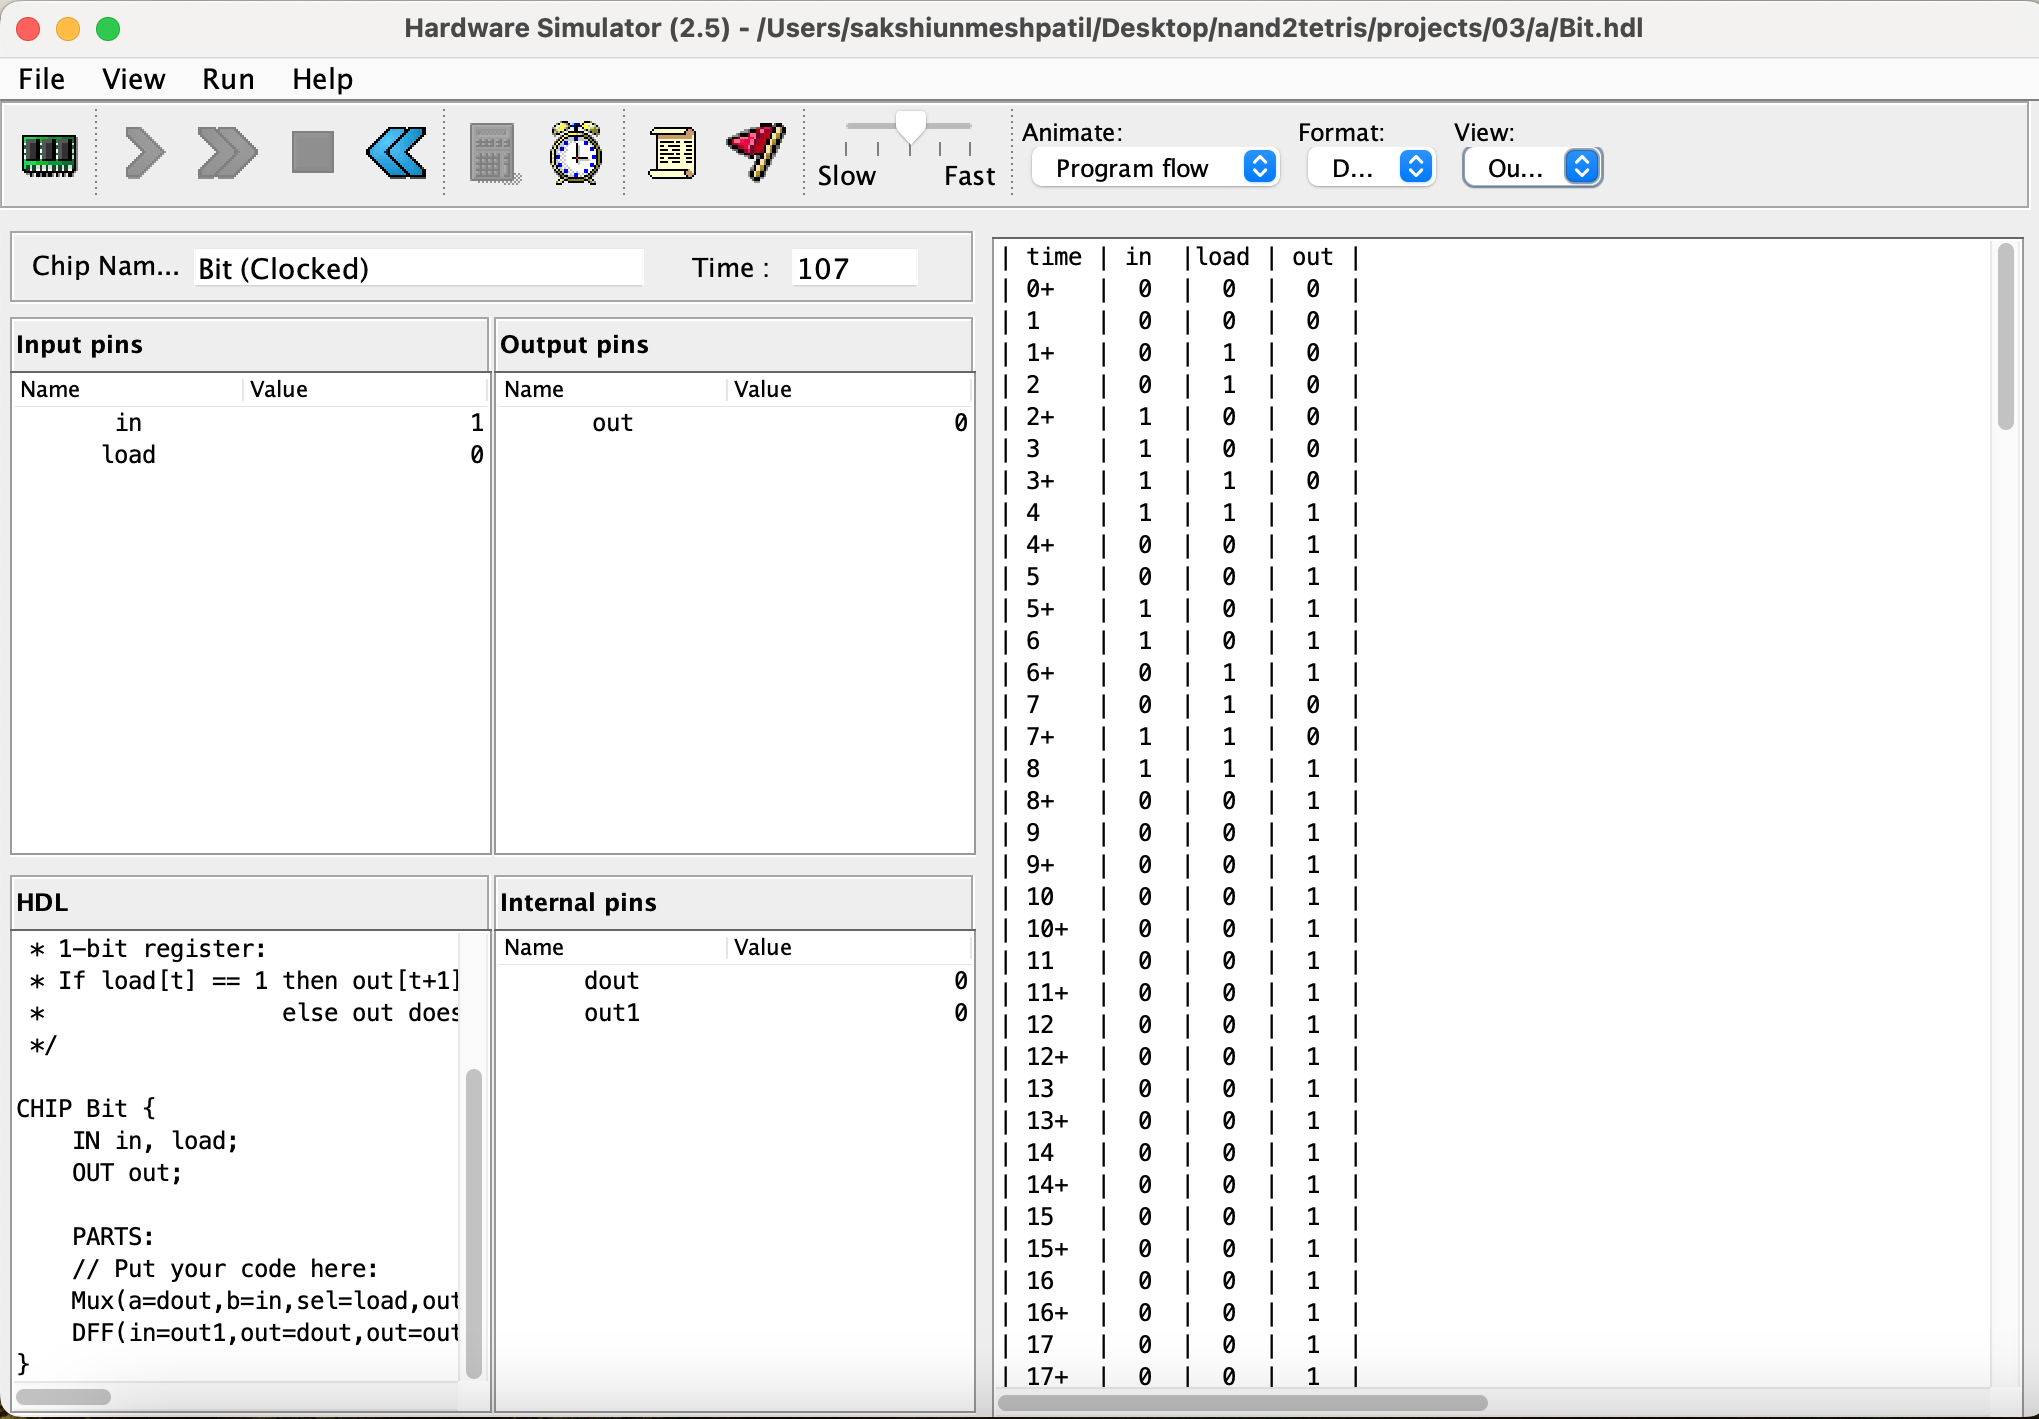 Hardware Simulator (2.5) - /Users/sakshiunmeshpatil/Desktop/nand2tetris/projects/03/a/Bit.hdl
File View Run Help
Animate: Format: View:
Slow Fast Program flow D... Ou...
Chip Nam... Bit (Clocked) Time : 107
Input pins
Name Value
in 1
load 0
Output pins
Name Value
out 0
HDL
* 1-bit register:
* If load[t] == 1 then out[t+1]
* else out does
*/
CHIP Bit {
IN in, load;
OUT out;
PARTS:
// Put your code here:
Mux(a=dout,b=in,sel=load,out
DFF(in=out1,out=dout,out=out
}
Internal pins
Name Value
dout 0
out1 0
| time | in |load | out |
| 0+ | 0 | 0 | 0 |
| 1 | 0 | 0 | 0 |
| 1+ | 0 | 1 | 0 |
| 2 | 0 | 1 | 0 |
| 2+ | 1 | 0 | 0 |
| 3 | 1 | 0 | 0 |
| 3+ | 1 | 1 | 0 |
| 4 | 1 | 1 | 1 |
| 4+ | 0 | 0 | 1 |
| 5 | 0 | 0 | 1 |
| 5+ | 1 | 0 | 1 |
| 6 | 1 | 0 | 1 |
| 6+ | 0 | 1 | 1 |
| 7 | 0 | 1 | 0 |
| 7+ | 1 | 1 | 0 |
| 8 | 1 | 1 | 1 |
| 8+ | 0 | 0 | 1 |
| 9 | 0 | 0 | 1 |
| 9+ | 0 | 0 | 1 |
| 10 | 0 | 0 | 1 |
| 10+ | 0 | 0 | 1 |
| 11 | 0 | 0 | 1 |
| 11+ | 0 | 0 | 1 |
| 12 | 0 | 0 | 1 |
| 12+ | 0 | 0 | 1 |
| 13 | 0 | 0 | 1 |
| 13+ | 0 | 0 | 1 |
| 14 | 0 | 0 | 1 |
| 14+ | 0 | 0 | 1 |
| 15 | 0 | 0 | 1 |
| 15+ | 0 | 0 | 1 |
| 16 | 0 | 0 | 1 |
| 16+ | 0 | 0 | 1 |
| 17 | 0 | 0 | 1 |
| 17+ | 0 | 0 | 1 |